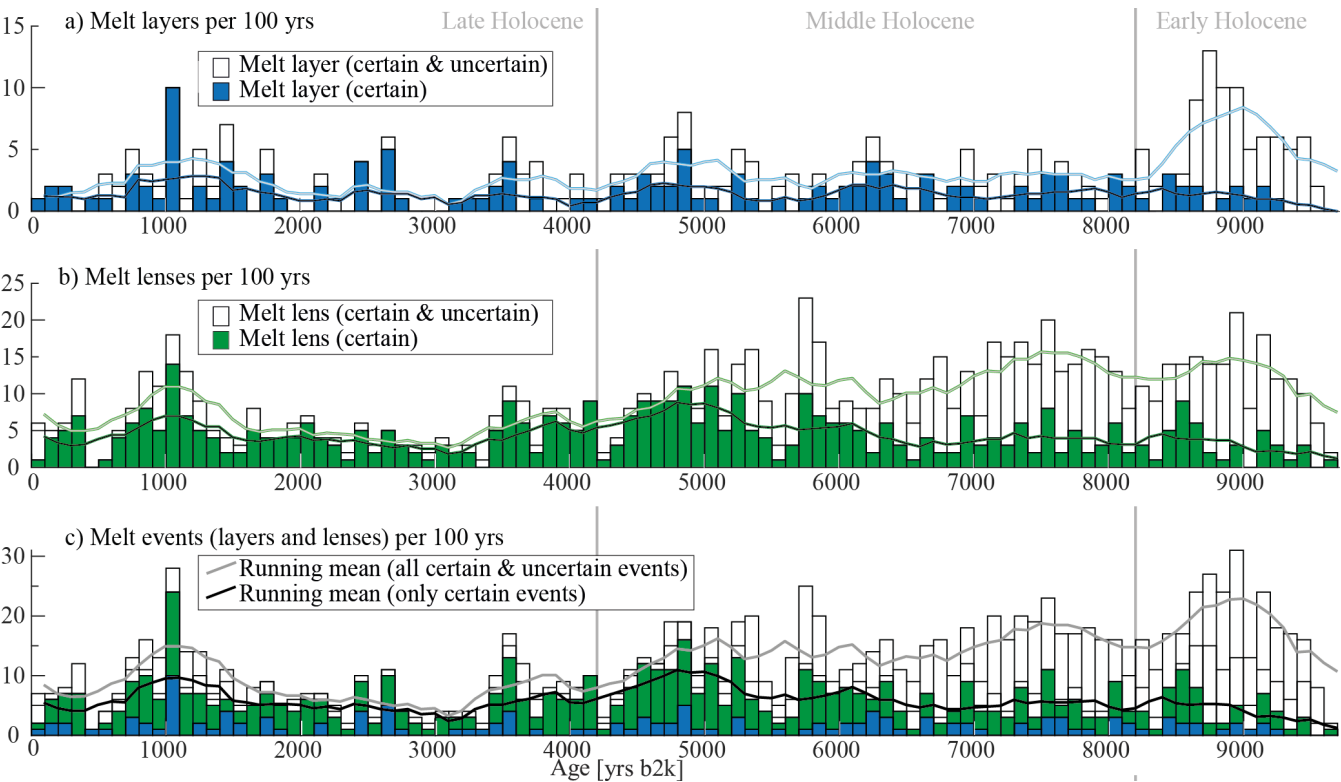 a) Melt layers per 100 yrs
Late Holocene
Middle Holocene
Early Holocene
15
10
5
0
Melt layer (certain & uncertain)
Melt layer (certain)
0 1000 2000 3000 4000 5000 6000 7000 8000 9000
b) Melt lenses per 100 yrs
25
20
15
10
5
0
Melt lens (certain & uncertain)
Melt lens (certain)
0 1000 2000 3000 4000 5000 6000 7000 8000 9000
c) Melt events (layers and lenses) per 100 yrs
30
20
10
0
Running mean (all certain & uncertain events)
Running mean (only certain events)
0 1000 2000 3000 4000 5000 6000 7000 8000 9000
Age [yrs b2k]